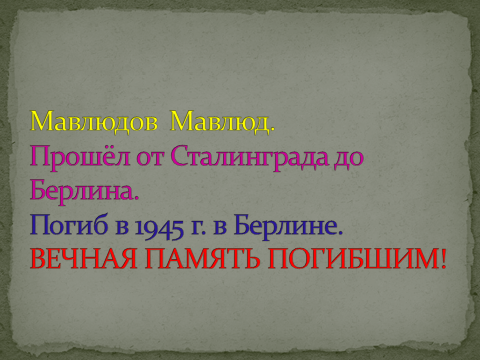 Мавлюдов Мавлюд.
Прошёл от Сталинграда до
Берлина.
Погиб в 1945 г. в Берлине.
ВЕЧНАЯ ПАМЯТЬ ПОГИБШИМ!